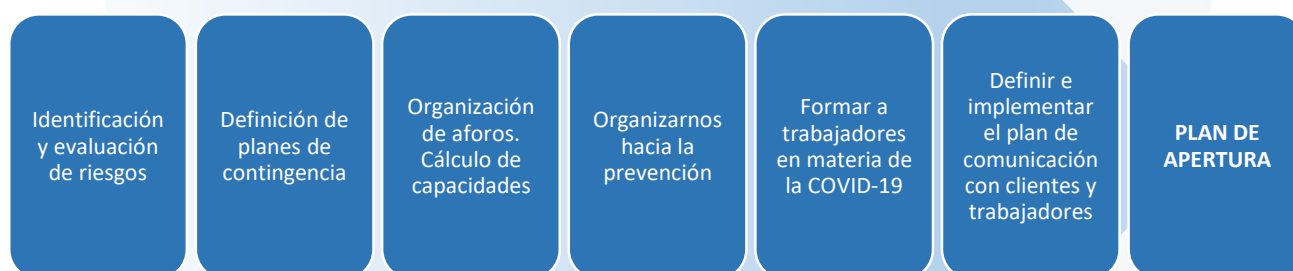 Identificación
y evaluación
de riesgos
Definición de
planes de
contingencia
Organización
de aforos.
Cálculo de
capacidades
Organizarnos
hacia la
prevención
Formar a
trabajadores
en materia de
la COVID-19
Definir e
implementar
el plan de
comunicación
con clientes y
trabajadores
PLAN DE
APERTURA